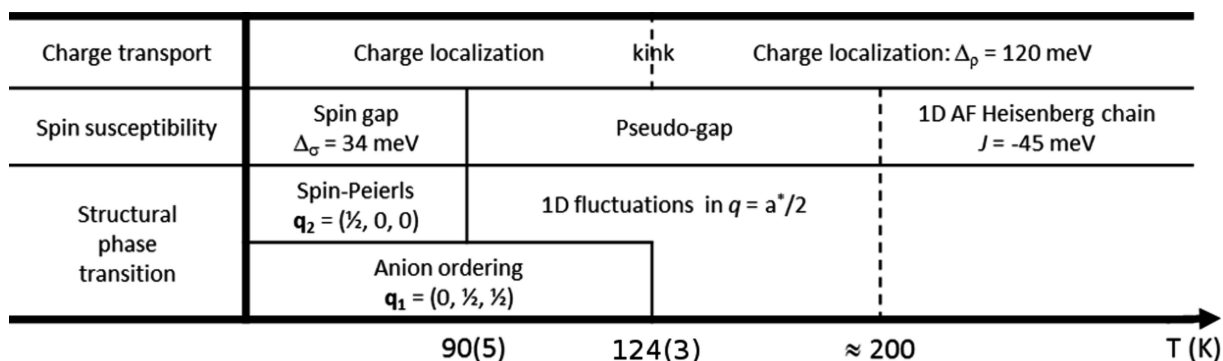 Charge transport
Charge localization
kink
Charge localization: Δρ = 120 meV
Spin susceptibility
Spin gap
Δσ = 34 meV
Pseudo-gap
1D AF Heisenberg chain
J = -45 meV
Structural
phase
transition
Spin-Peierls
q₂ = (½, 0, 0)
1D fluctuations in q = a*/2
Anion ordering
q₁ = (0, ½, ½)
90(5)
124(3)
≈ 200
T (K)